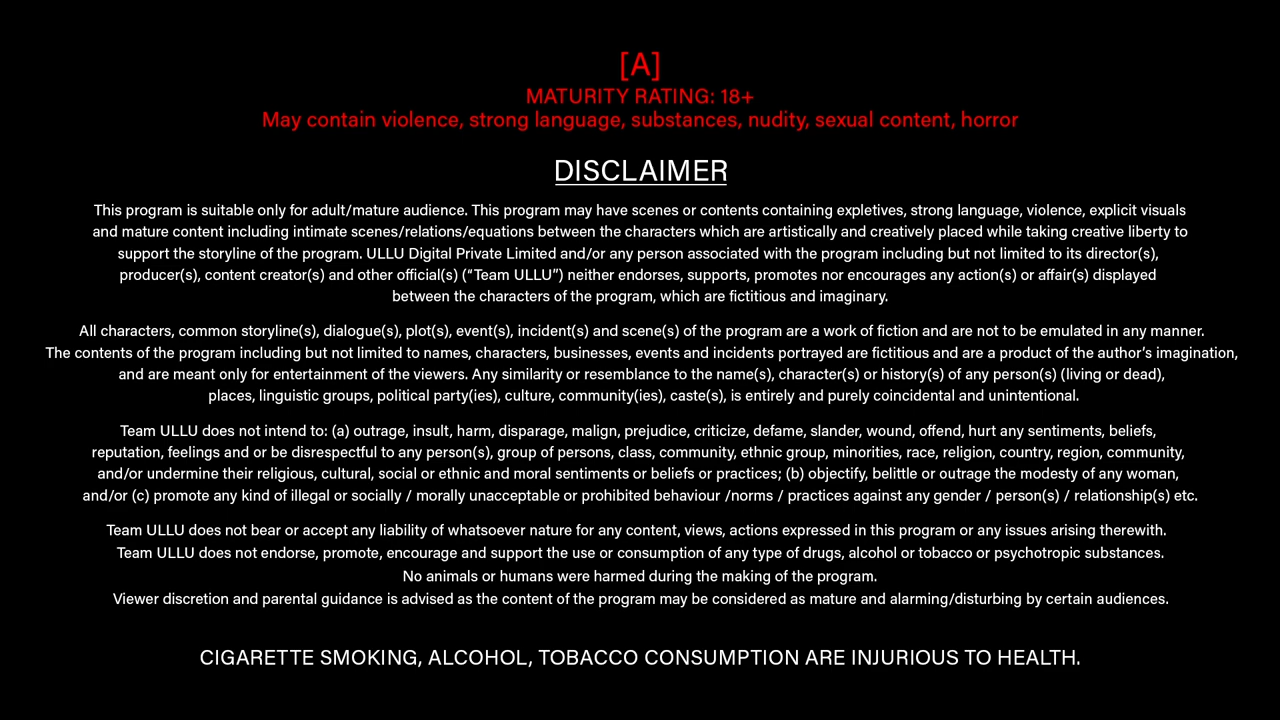 [A]
MATURITY RATING: 18+
May contain violence, strong language, substances, nudity, sexual content, horror
DISCLAIMER
This program is suitable only for adult/mature audience. This program may have scenes or contents containing expletives, strong language, violence, explicit visuals
and mature content including intimate scenes/relations/equations between the characters which are artistically and creatively placed while taking creative liberty to
support the storyline of the program. ULLU Digital Private Limited and/or any person associated with the program including but not limited to its director(s),
producer(s), content creator(s) and other official(s) (“Team ULLU”) neither endorses, supports, promotes nor encourages any action(s) or affair(s) displayed
between the characters of the program, which are fictitious and imaginary.
All characters, common storyline(s), dialogue(s), plot(s), event(s), incident(s) and scene(s) of the program are a work of fiction and are not to be emulated in any manner.
The contents of the program including but not limited to names, characters, businesses, events and incidents portrayed are fictitious and are a product of the author’s imagination,
and are meant only for entertainment of the viewers. Any similarity or resemblance to the name(s), character(s) or history(s) of any person(s) (living or dead),
places, linguistic groups, political party(ies), culture, community(ies), caste(s), is entirely and purely coincidental and unintentional.
Team ULLU does not intend to: (a) outrage, insult, harm, disparage, malign, prejudice, criticize, defame, slander, wound, offend, hurt any sentiments, beliefs,
reputation, feelings and or be disrespectful to any person(s), group of persons, class, community, ethnic group, minorities, race, religion, country, region, community,
and/or undermine their religious, cultural, social or ethnic and moral sentiments or beliefs or practices; (b) objectify, belittle or outrage the modesty of any woman,
and/or (c) promote any kind of illegal or socially / morally unacceptable or prohibited behaviour /norms / practices against any gender / person(s) / relationship(s) etc.
Team ULLU does not bear or accept any liability of whatsoever nature for any content, views, actions expressed in this program or any issues arising therewith.
Team ULLU does not endorse, promote, encourage and support the use or consumption of any type of drugs, alcohol or tobacco or psychotropic substances.
No animals or humans were harmed during the making of the program.
Viewer discretion and parental guidance is advised as the content of the program may be considered as mature and alarming/disturbing by certain audiences.
CIGARETTE SMOKING, ALCOHOL, TOBACCO CONSUMPTION ARE INJURIOUS TO HEALTH.